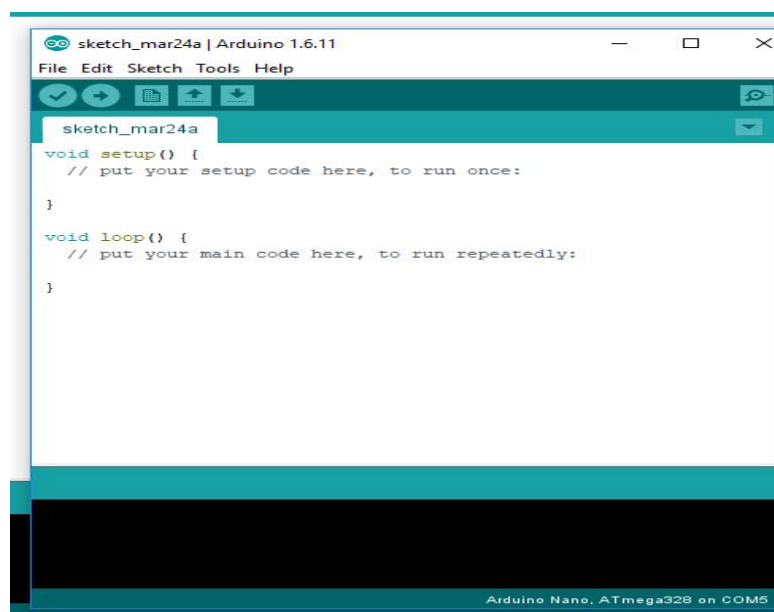 sketch_mar24a | Arduino 1.6.11
File Edit Sketch Tools Help
sketch_mar24a
void setup() {
  // put your setup code here, to run once:
}
void loop() {
  // put your main code here, to run repeatedly:
}
Arduino Nano, ATmega328 on COM5